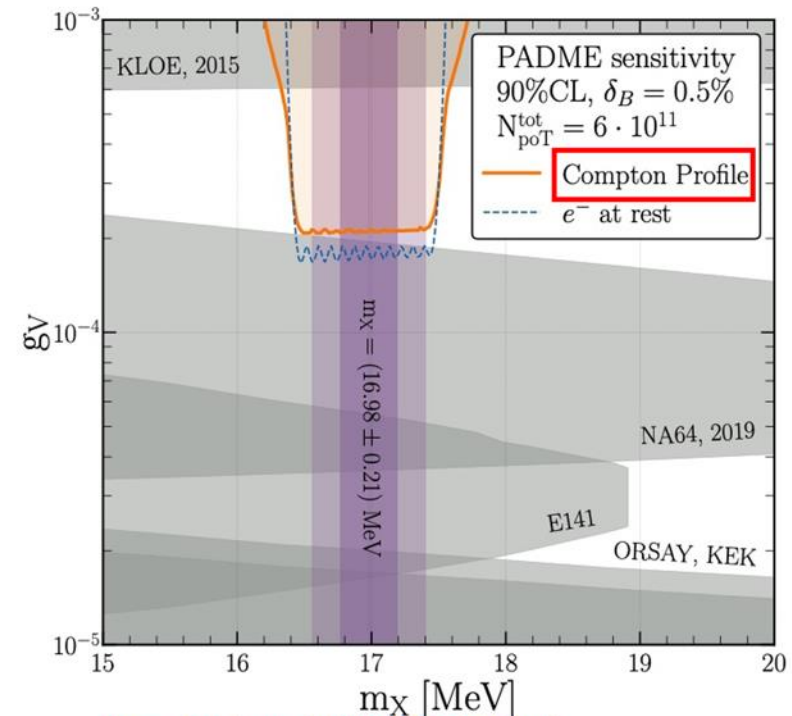 10⁻³
KLOE, 2015
PADME sensitivity
90%CL, δ_B = 0.5%
N_poT^tot = 6 · 10¹¹
Compton Profile
e⁻ at rest
g_V
10⁻⁴
m_X = (16.98 ± 0.21) MeV
NA64, 2019
E141
ORSAY, KEK
10⁻⁵
15 16 17 18 19 20
m_X [MeV]